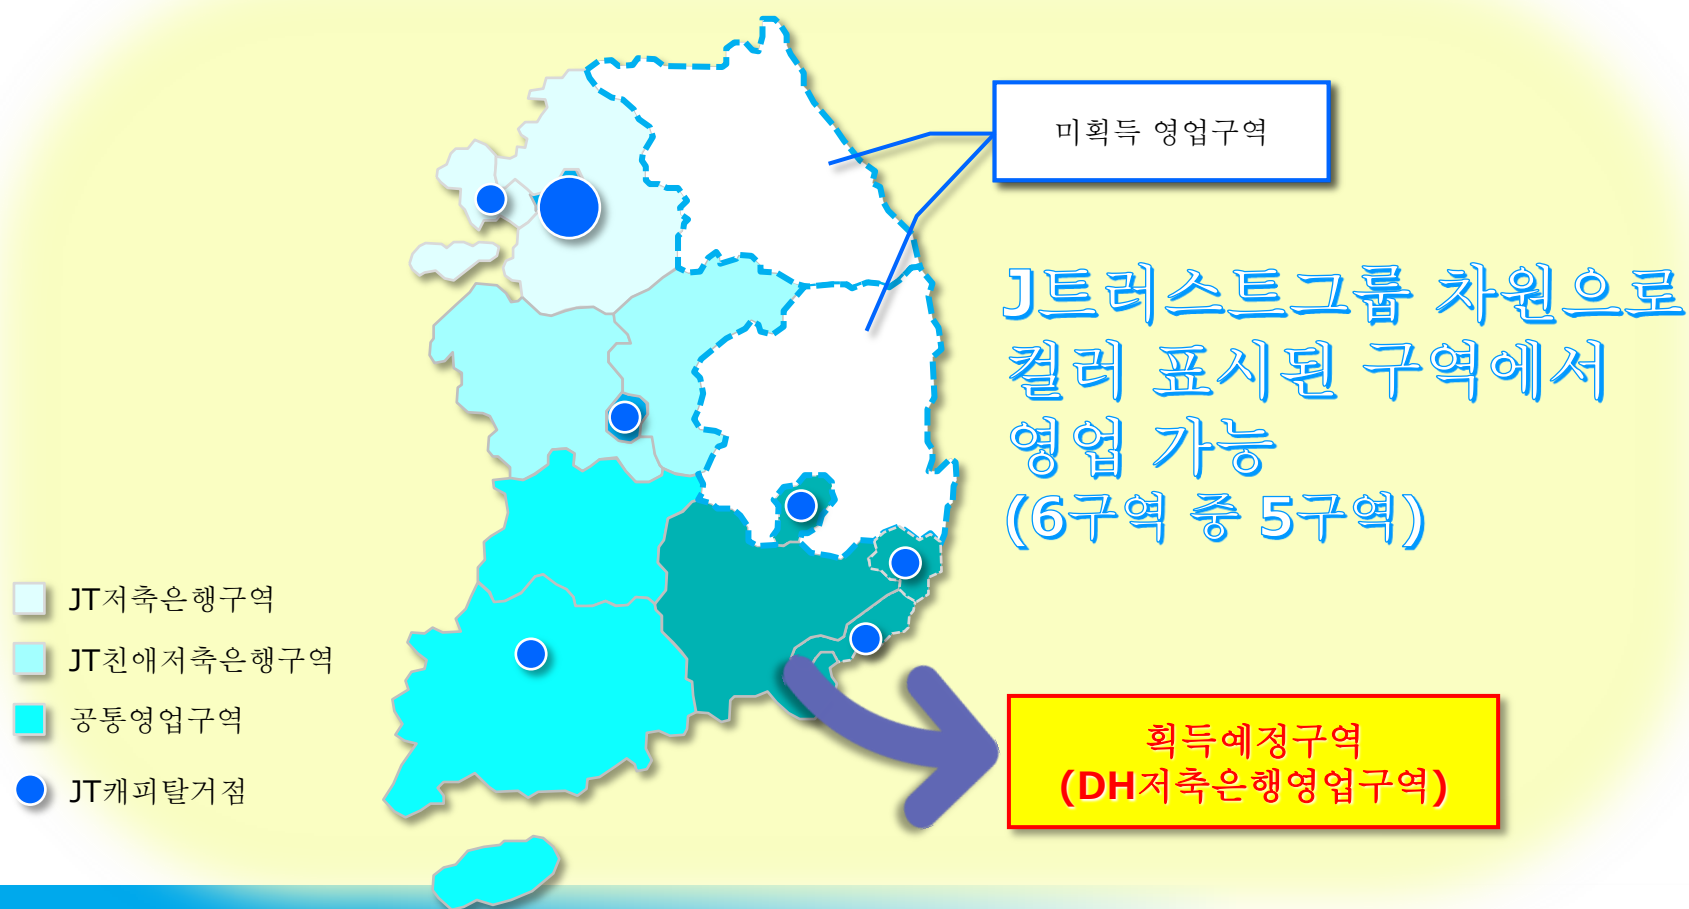 미획득 영업구역
J트러스트그룹 차원으로
컬러 표시된 구역에서
영업 가능
(6구역 중 5구역)
JT저축은행구역
JT친애저축은행구역
공통영업구역
JT캐피탈거점
획득예정구역
(DH저축은행영업구역)